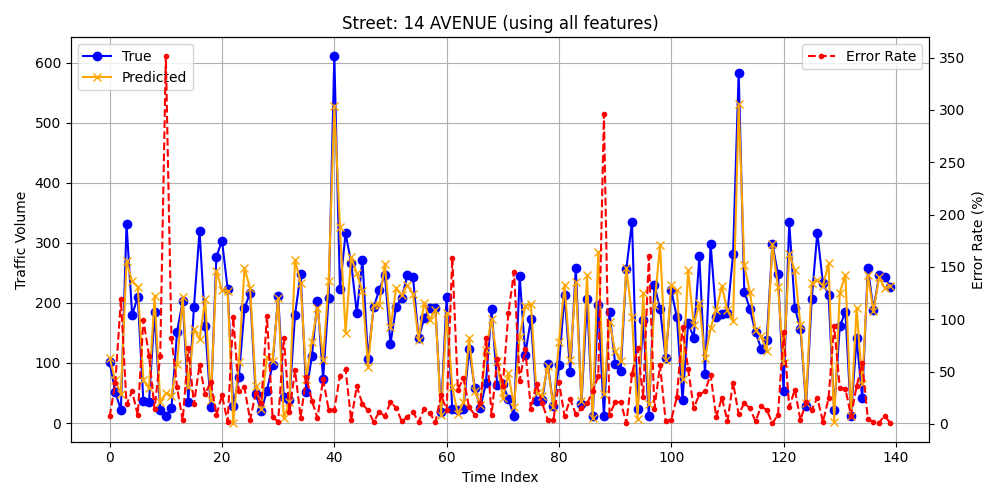 Street: 14 AVENUE (using all features)
True
Predicted
Error Rate
Traffic Volume
600
500
400
300
200
100
0
350
300
250
200
150
100
50
0
Error Rate (%)
0 20 40 60 80 100 120 140
Time Index